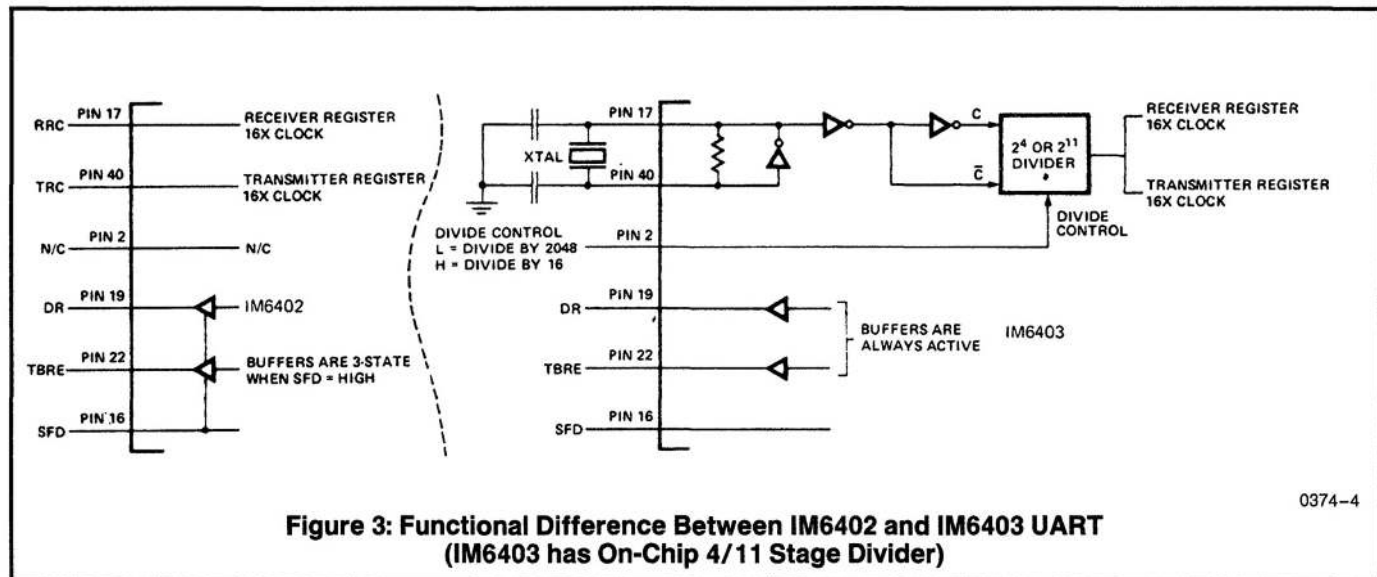 RRC
PIN 17
RECEIVER REGISTER
16X CLOCK
TRC
PIN 40
TRANSMITTER REGISTER
16X CLOCK
N/C
PIN 2
N/C
DR
PIN 19
IM6402
TBRE
PIN 22
BUFFERS ARE 3-STATE
WHEN SFD = HIGH
SFD
PIN 16
PIN 17
XTAL
PIN 40
C
C̅
2⁴ OR 2¹¹
DIVIDER
*
RECEIVER REGISTER
16X CLOCK
TRANSMITTER REGISTER
16X CLOCK
DIVIDE
CONTROL
DIVIDE CONTROL
L = DIVIDE BY 2048
H = DIVIDE BY 16
PIN 2
DR
PIN 19
BUFFERS ARE
ALWAYS ACTIVE
IM6403
TBRE
PIN 22
SFD
PIN 16
0374-4
Figure 3: Functional Difference Between IM6402 and IM6403 UART
(IM6403 has On-Chip 4/11 Stage Divider)